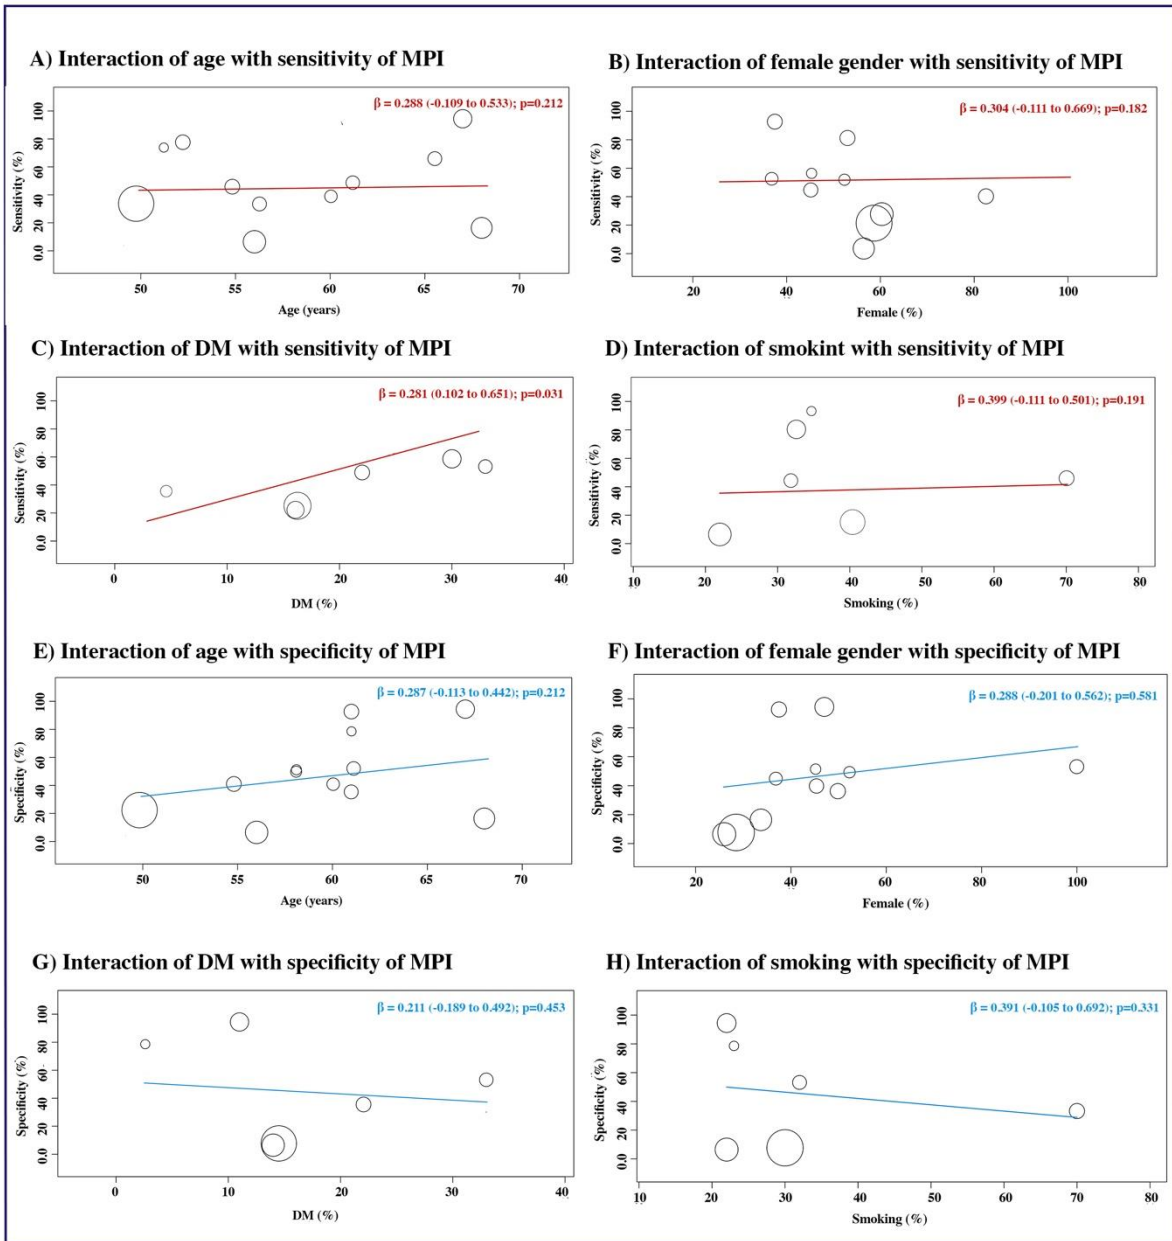 A) Interaction of age with sensitivity of MPI
β = 0.288 (-0.109 to 0.533); p=0.212
Sensitivity (%)
0.0 20 40 60 80 100
50 55 60 65 70
Age (years)
B) Interaction of female gender with sensitivity of MPI
β = 0.304 (-0.111 to 0.669); p=0.182
Sensitivity (%)
0.0 20 40 60 80 100
20 40 60 80 100
Female (%)
C) Interaction of DM with sensitivity of MPI
β = 0.281 (0.102 to 0.651); p=0.031
Sensitivity (%)
0.0 20 40 60 80 100
0 10 20 30 40
DM (%)
D) Interaction of smokint with sensitivity of MPI
β = 0.399 (-0.111 to 0.501); p=0.191
Sensitivity (%)
0.0 20 40 60 80 100
10 20 30 40 50 60 70 80
Smoking (%)
E) Interaction of age with specificity of MPI
β = 0.287 (-0.113 to 0.442); p=0.212
Specificity (%)
0.0 20 40 60 80 100
50 55 60 65 70
Age (years)
F) Interaction of female gender with specificity of MPI
β = 0.288 (-0.201 to 0.562); p=0.581
Specificity (%)
0.0 20 40 60 80 100
20 40 60 80 100
Female (%)
G) Interaction of DM with specificity of MPI
β = 0.211 (-0.189 to 0.492); p=0.453
Specificity (%)
0.0 20 40 60 80 100
0 10 20 30 40
DM (%)
H) Interaction of smoking with specificity of MPI
β = 0.391 (-0.105 to 0.692); p=0.331
Specificity (%)
0.0 20 40 60 80 100
10 20 30 40 50 60 70 80
Smoking (%)